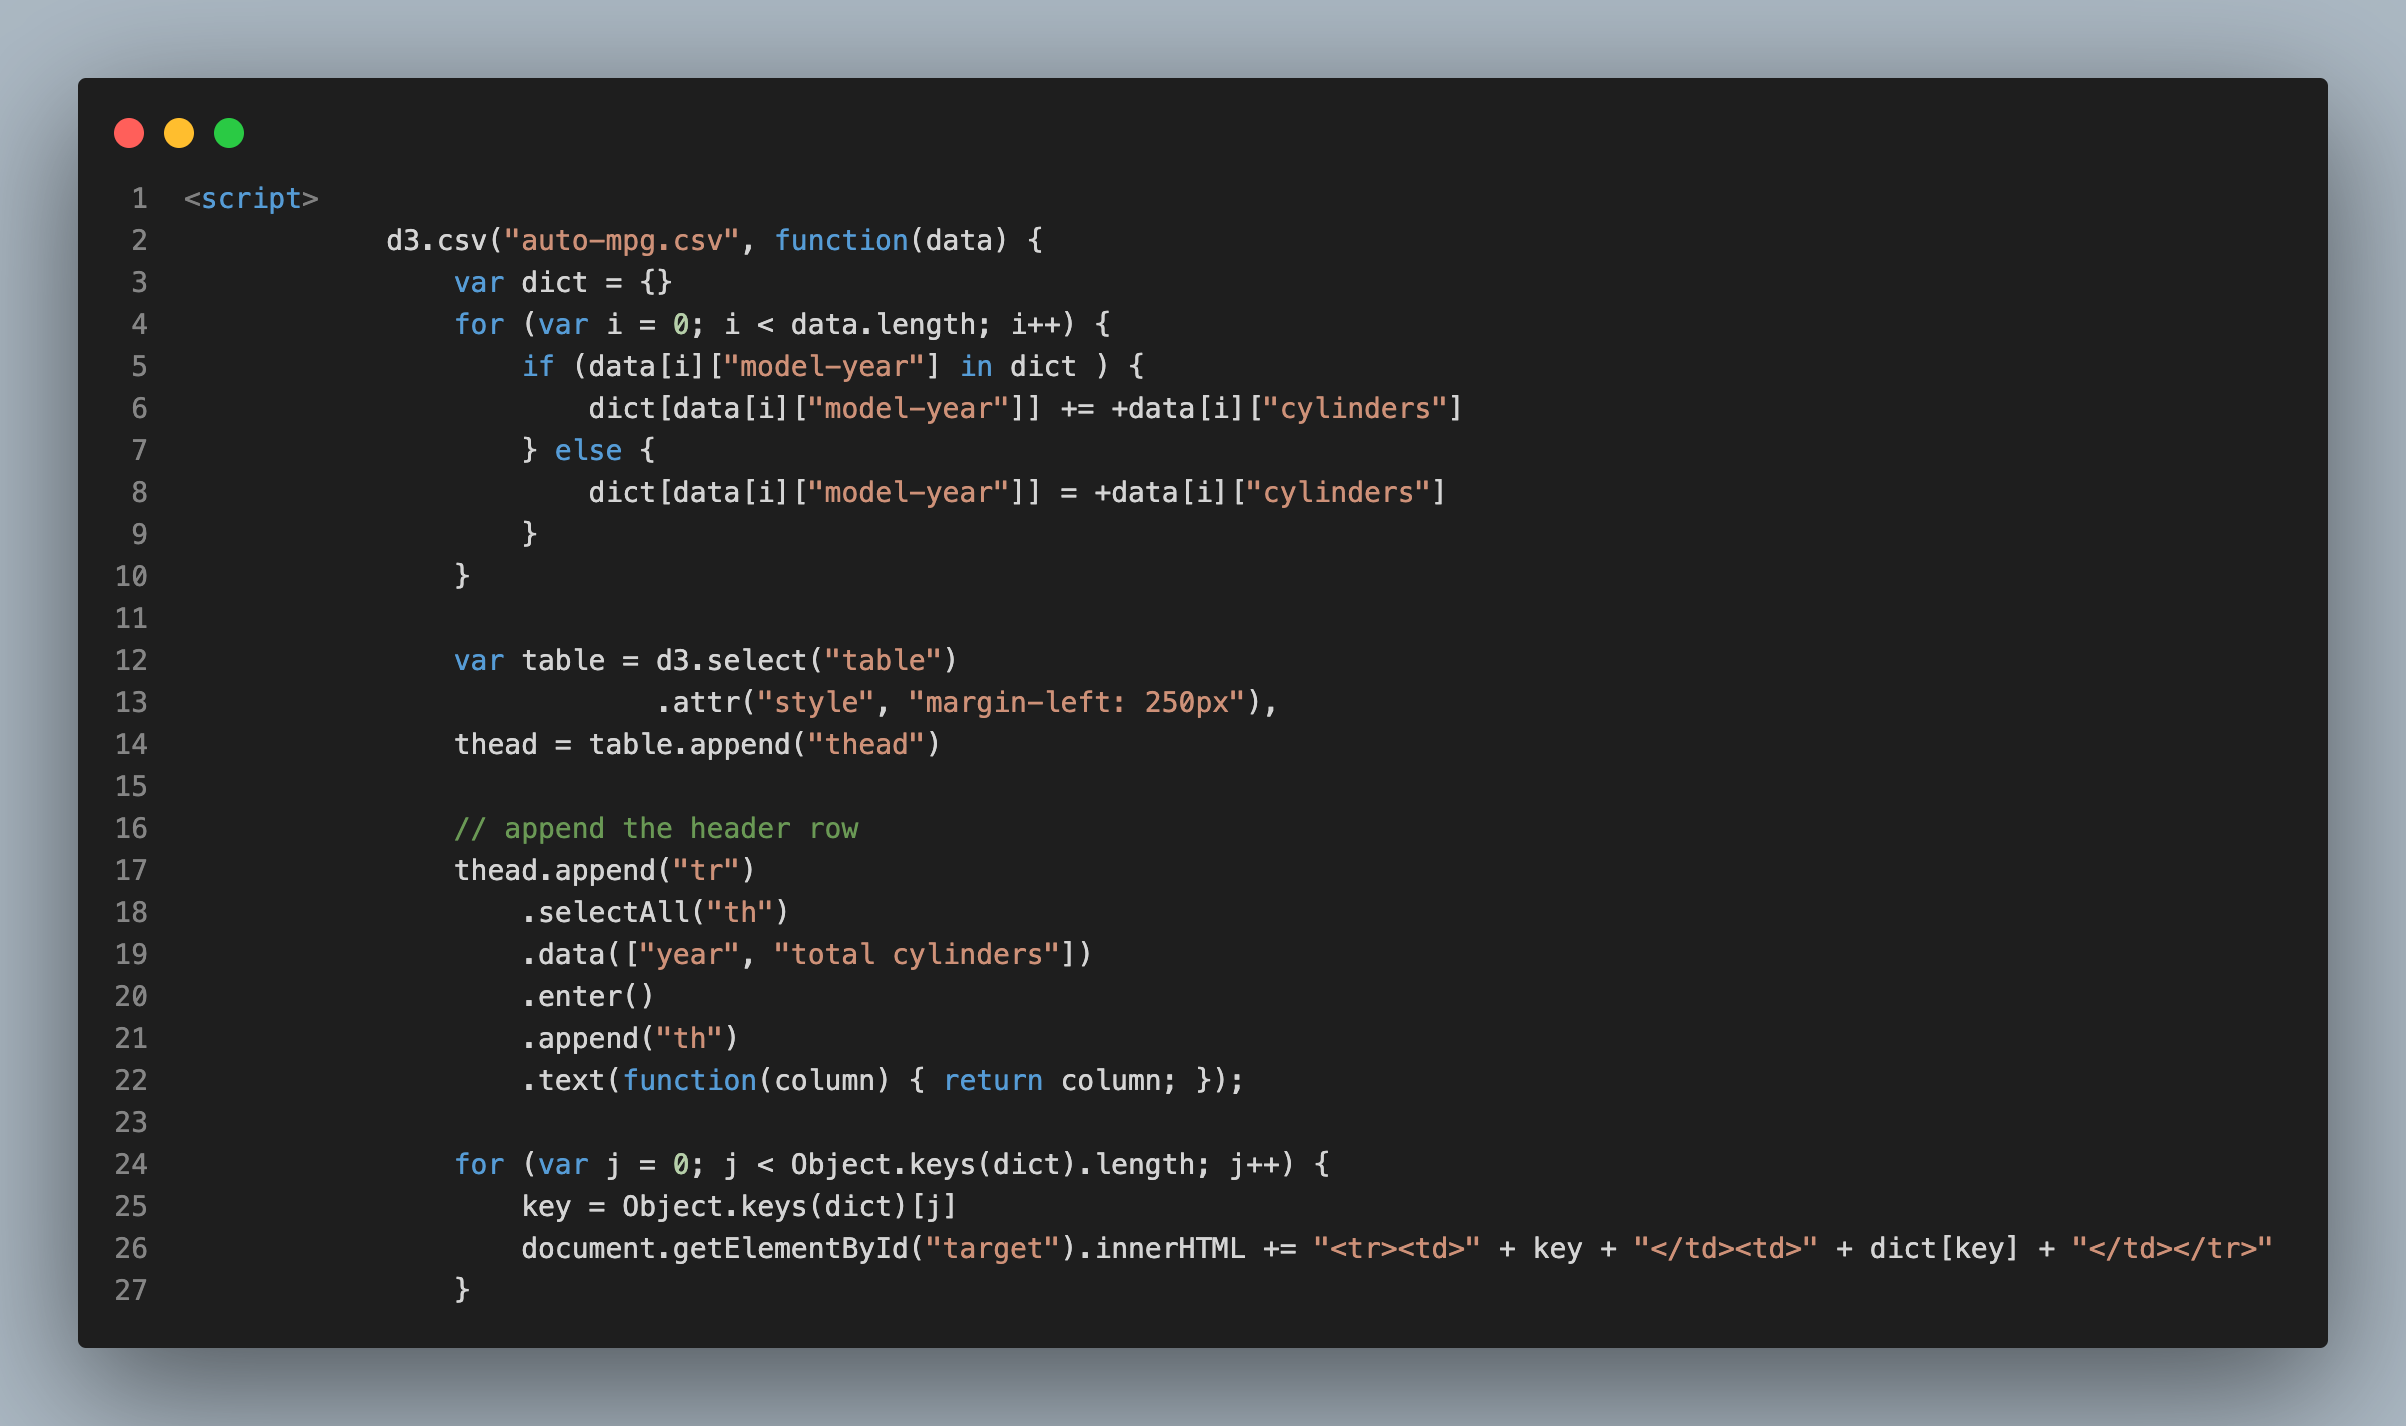 1 <script>
2 d3.csv("auto-mpg.csv", function(data) {
3 var dict = {}
4 for (var i = 0; i < data.length; i++) {
5 if (data[i]["model-year"] in dict ) {
6 dict[data[i]["model-year"]] += +data[i]["cylinders"]
7 } else {
8 dict[data[i]["model-year"]] = +data[i]["cylinders"]
9 }
10 }
11
12 var table = d3.select("table")
13 .attr("style", "margin-left: 250px"),
14 thead = table.append("thead")
15
16 // append the header row
17 thead.append("tr")
18 .selectAll("th")
19 .data(["year", "total cylinders"])
20 .enter()
21 .append("th")
22 .text(function(column) { return column; });
23
24 for (var j = 0; j < Object.keys(dict).length; j++) {
25 key = Object.keys(dict)[j]
26 document.getElementById("target").innerHTML += "<tr><td>" + key + "</td><td>" + dict[key] + "</td></tr>"
27 }